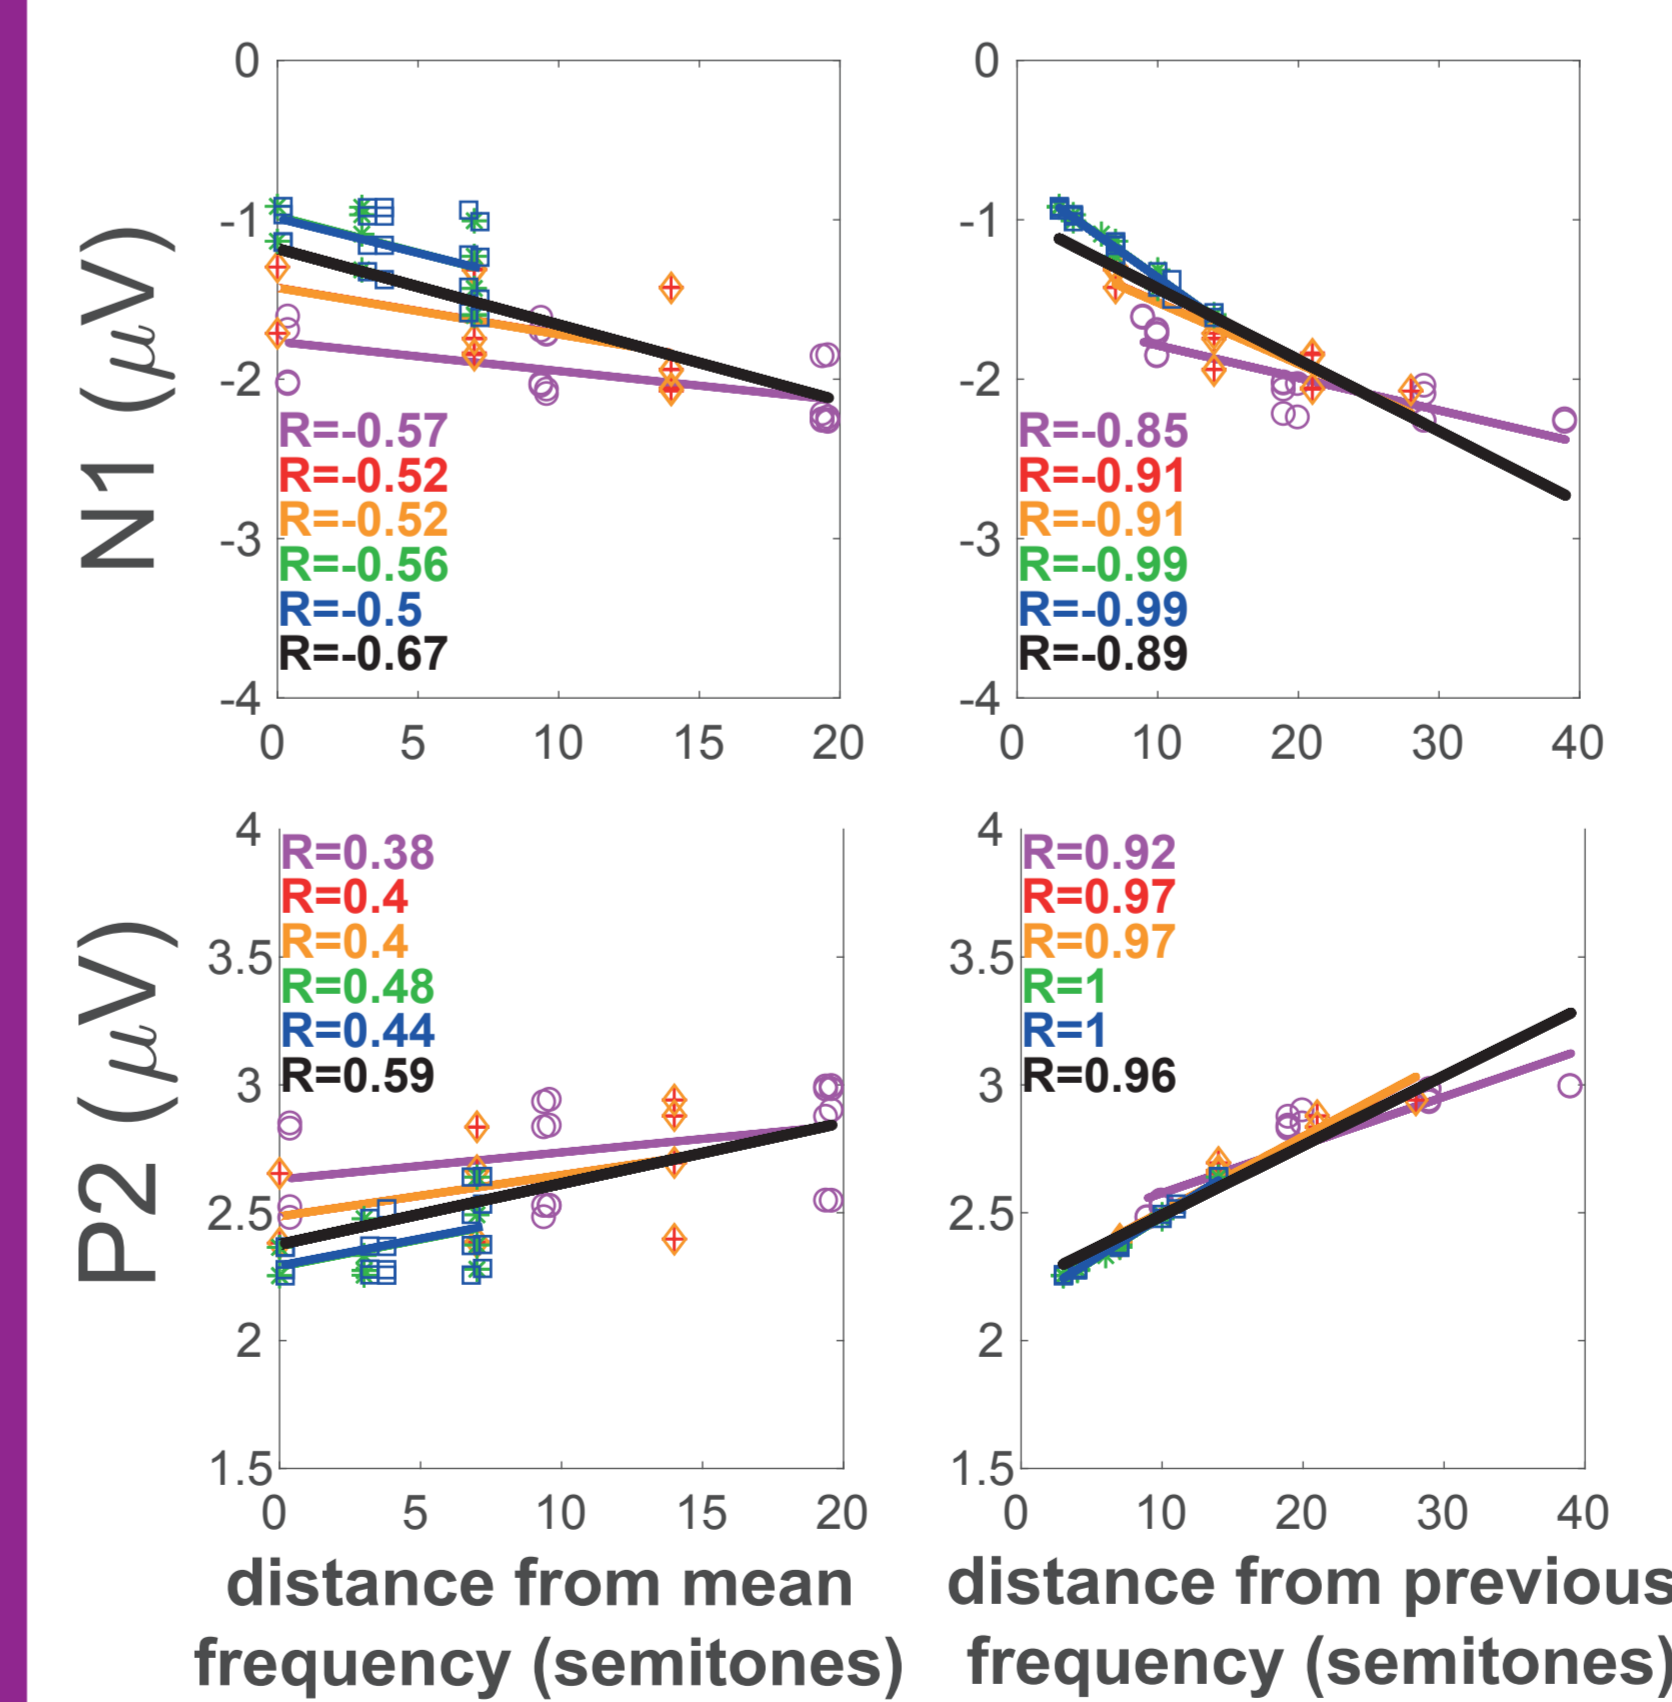 N1 (μV)
0
-1
-2
-3
-4
R=-0.57
R=-0.52
R=-0.52
R=-0.56
R=-0.5
R=-0.67
0 5 10 15 20
0
-1
-2
-3
-4
R=-0.85
R=-0.91
R=-0.91
R=-0.99
R=-0.99
R=-0.89
0 10 20 30 40
P2 (μV)
4
3.5
3
2.5
2
1.5
R=0.38
R=0.4
R=0.4
R=0.48
R=0.44
R=0.59
0 5 10 15 20
distance from mean
frequency (semitones)
4
3.5
3
2.5
2
1.5
R=0.92
R=0.97
R=0.97
R=1
R=1
R=0.96
0 10 20 30 40
distance from previous
frequency (semitones)